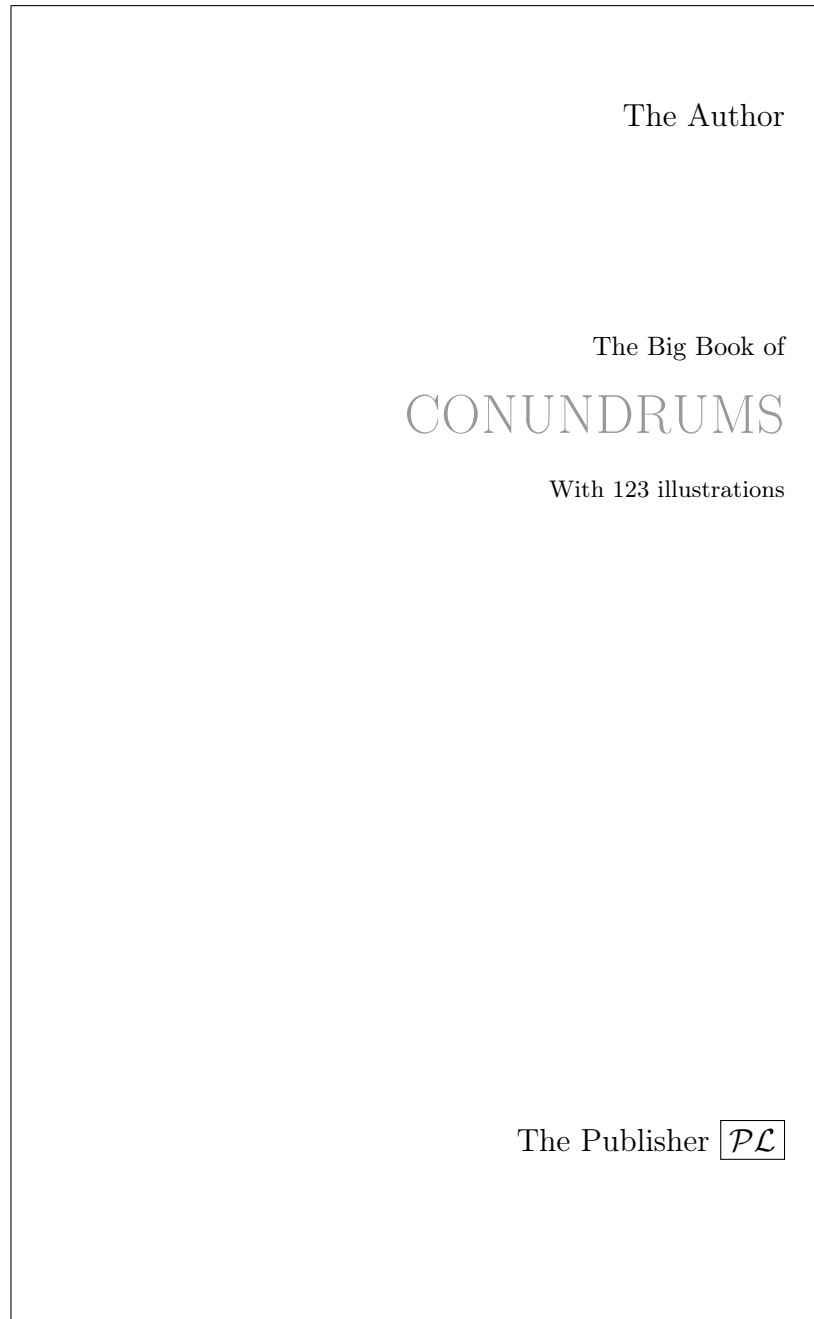 The Author
The Big Book of
CONUNDRUMS
With 123 illustrations
The Publisher PL